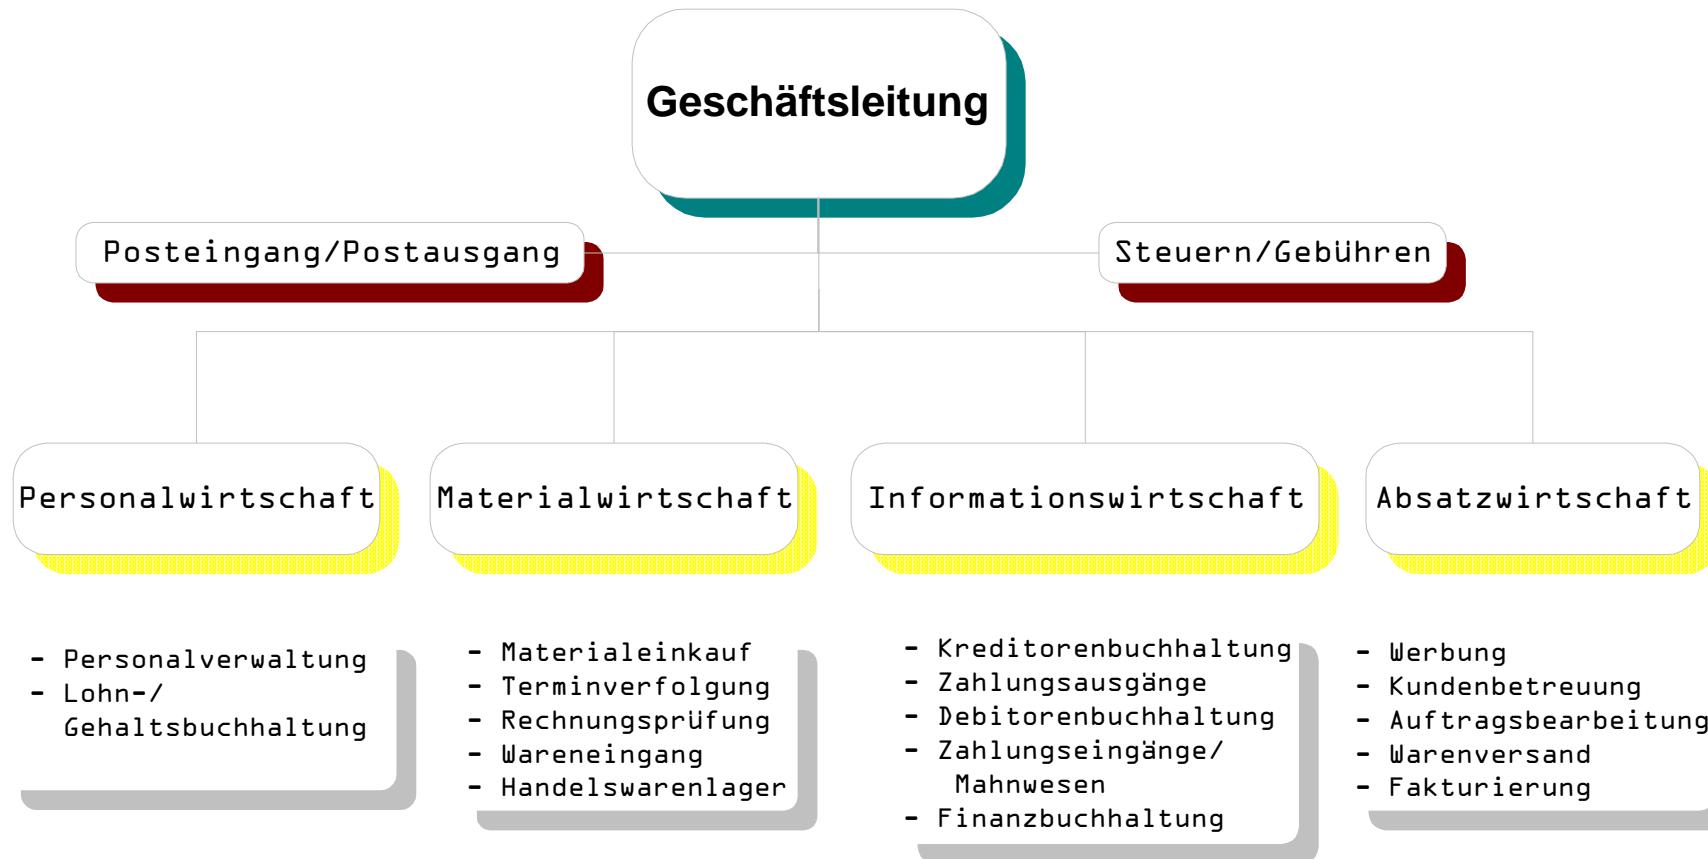 Geschäftsleitung
Posteingang/Postausgang
Steuern/Gebühren
Personalwirtschaft
Materialwirtschaft
Informationswirtschaft
Absatzwirtschaft
- Personalverwaltung
- Lohn-/
Gehaltsbuchhaltung
- Materialeinkauf
- Terminverfolgung
- Rechnungsprüfung
- Wareneingang
- Handelswarenlager
- Kreditorenbuchhaltung
- Zahlungsausgänge
- Debitorenbuchhaltung
- Zahlungseingänge/
Mahnwesen
- Finanzbuchhaltung
- Werbung
- Kundenbetreuung
- Auftragsbearbeitung
- Warenversand
- Fakturierung